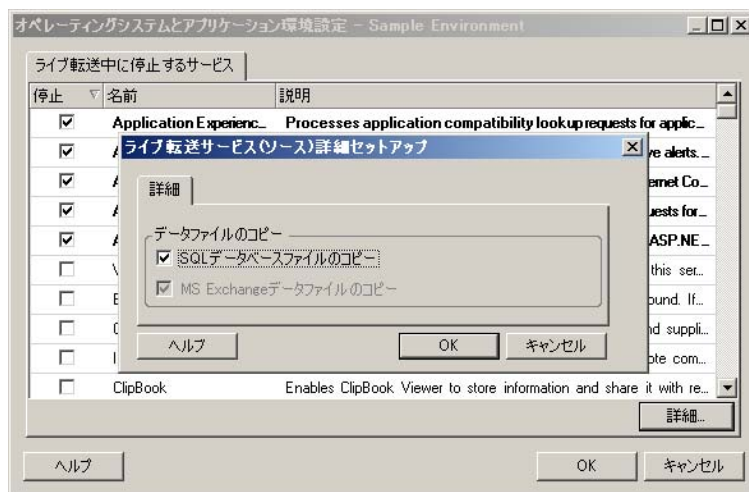 オペレーティングシステムとアプリケーション環境設定 - Sample Environment
ライブ転送中に停止するサービス
停止 名前 説明
Application Experienc... Processes application compatibility lookup requests for applic...
ライブ転送サービス(ソース)詳細セットアップ
ve alerts. ...
詳細
ernet Co...
データファイルのコピー
uests for...
SQLデータベースファイルのコピー
ASP.NE...
this ser...
MS Exchangeデータファイルのコピー
ound. If...
nd suppli...
ヘルプ OK キャンセル
ote com...
ClipBook Enables ClipBook Viewer to store information and share it with re...
詳細...
ヘルプ OK キャンセル